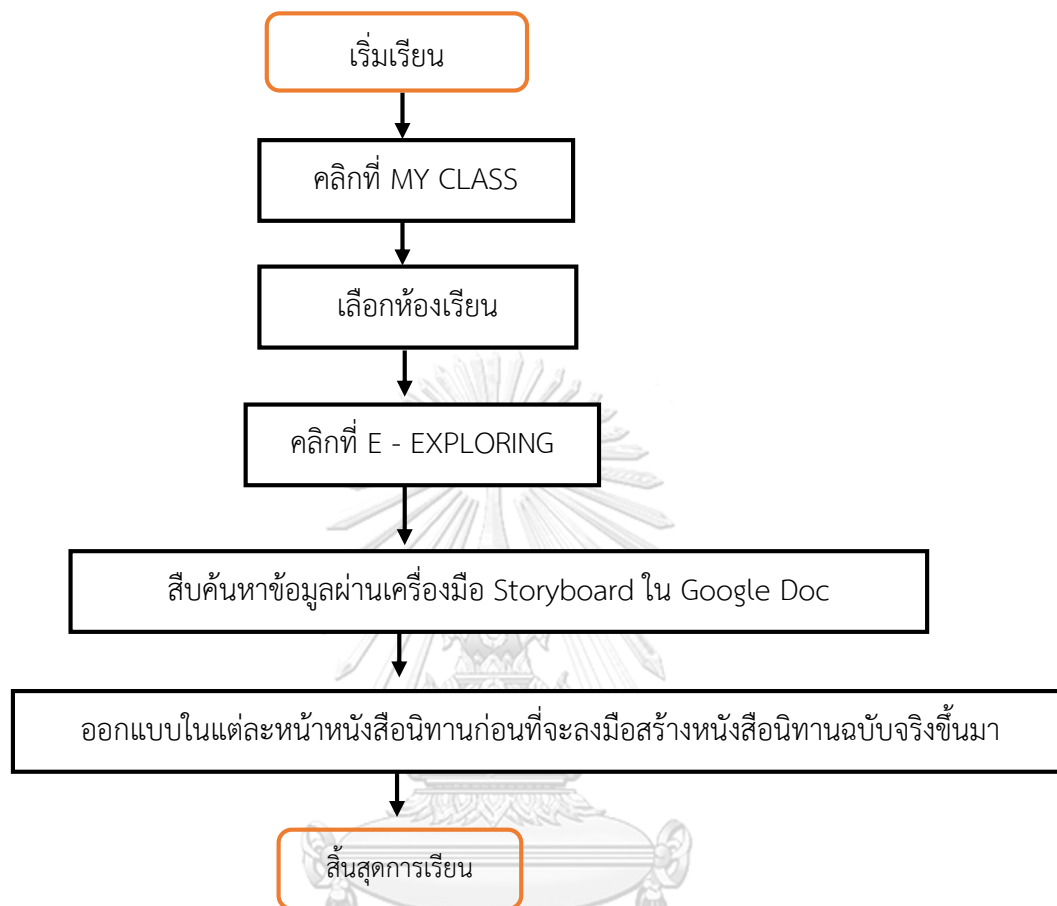 เริ่มเรียน
คลิกที่ MY CLASS
เลือกห้องเรียน
คลิกที่ E - EXPLORING
สืบค้นหาข้อมูลผ่านเครื่องมือ Storyboard ใน Google Doc
ออกแบบในแต่ละหน้าหนังสือนิทานก่อนที่จะลงมือสร้างหนังสือนิทานฉบับจริงขึ้นมา
สิ้นสุดการเรียน